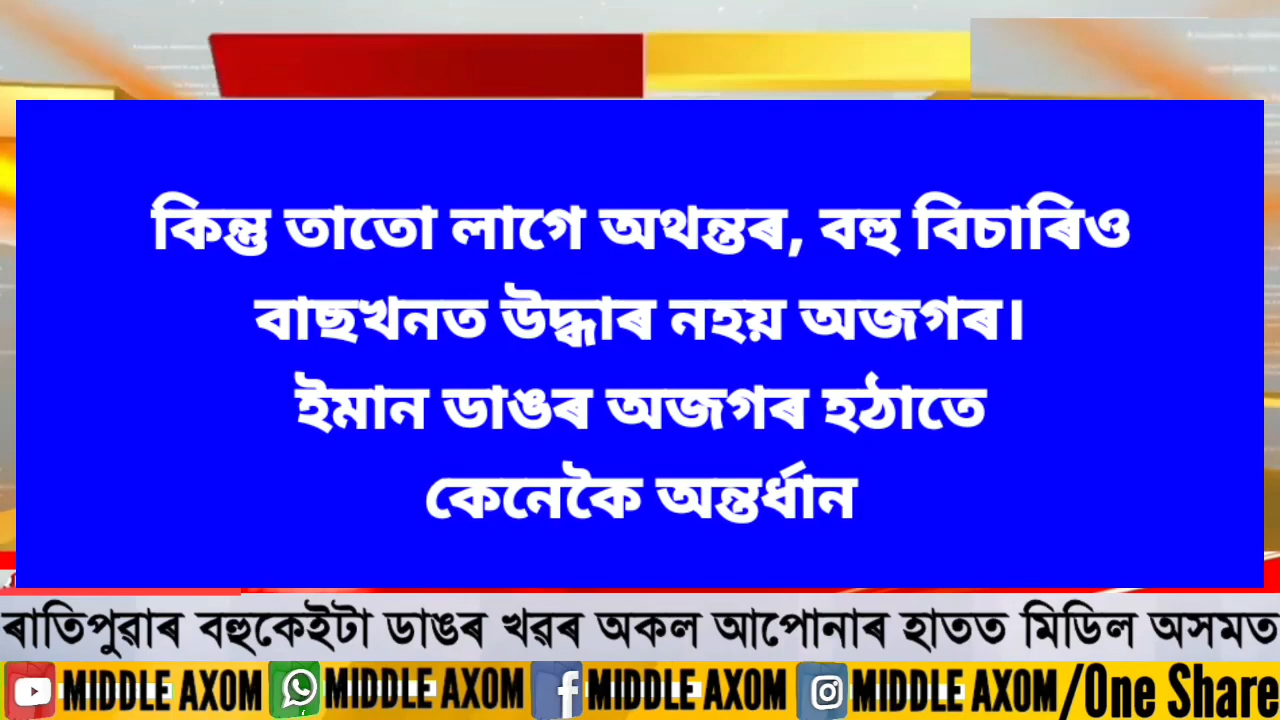 কিন্তু তাতো লাগে অথন্তৰ, বহু বিচাৰিও
বাছখনত উদ্ধাৰ নহয় অজগৰ।
ইমান ডাঙৰ অজগৰ হঠাতে
কেনেকৈ অন্তৰ্ধান
ৰাতিপুৱাৰ বহুকেইটা ডাঙৰ খৱৰ অকল আপোনাৰ হাতত মিডিল অসমত
MIDDLE AXOM MIDDLE AXOM MIDDLE AXOM MIDDLE AXOM/One Share